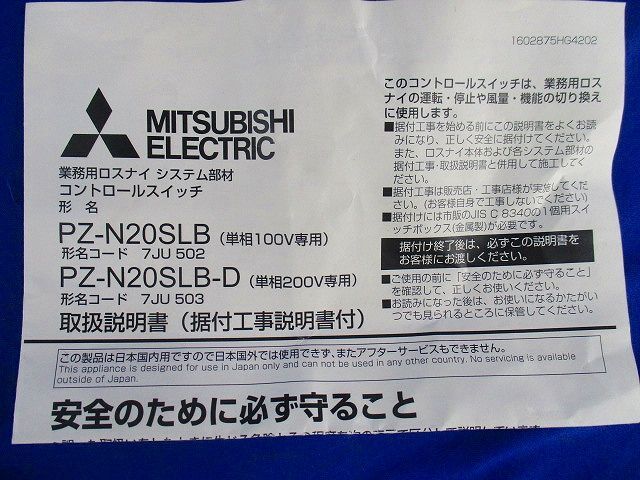 1602875HG4202
MITSUBISHI
ELECTRIC
業務用ロスナイ システム部材
コントロールスイッチ
形 名
PZ-N20SLB (単相100V専用)
形名コード 7JU 502
PZ-N20SLB-D (単相200V専用)
形名コード 7JU 503
取扱説明書(据付工事説明書付)
このコントロールスイッチは、業務用ロス
ナイの運転・停止や風量・機能の切り換え
に使用します。
■据付工事を始める前にこの説明書をよくお読
みになり、正しく安全に据付けてください。
また、ロスナイ本体および各システム部材の
据付工事・取扱説明書と併用して施工してく
ださい。
■据付工事は販売店・工事店様が実施してくだ
さい。(お客様自身で工事しないでください)
■据付けには市販のJIS C 8340の1個用スイ
ッチボックス(金属製)が必要です。
据付け終了後は、必ずこの説明書を
お客様にお渡しください。
■ご使用の前に「安全のために必ず守ること」
を確認して、正しくお使いください。
■お読みになった後は、お使いになるかたがい
つでも見られるところに保管してください。
この製品は日本国内用ですので日本国外では使用できず、またアフターサービスもできません。
This appliance is designed for use in Japan only and can not be used in any other country. No servicing is available
outside of Japan.
安全のために必ず守ること